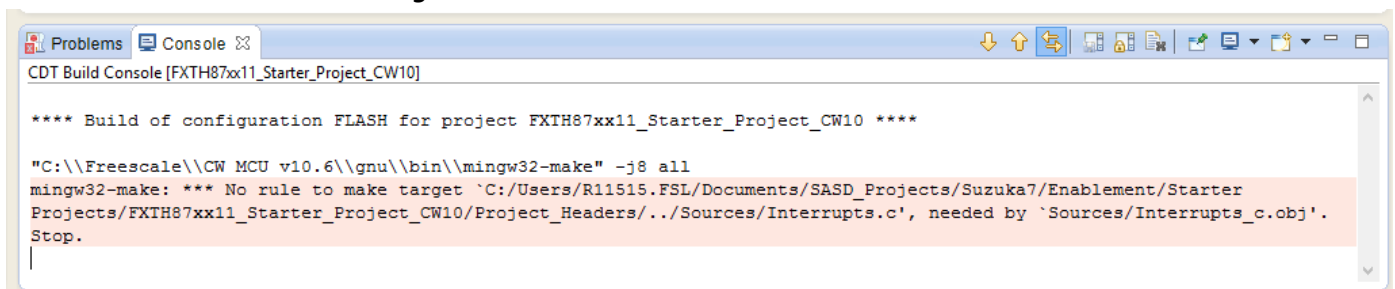 Problems Console
CDT Build Console [FXTH87xx11_Starter_Project_CW10]
**** Build of configuration FLASH for project FXTH87xx11_Starter_Project_CW10 ****
"C:\\Freescale\\CW MCU v10.6\\gnu\\bin\\mingw32-make" -j8 all
mingw32-make: *** No rule to make target `C:/Users/R11515.FSL/Documents/SASD_Projects/Suzuka7/Enablement/Starter
Projects/FXTH87xx11_Starter_Project_CW10/Project_Headers/../Sources/Interrupts.c', needed by `Sources/Interrupts_c.obj'.
Stop.